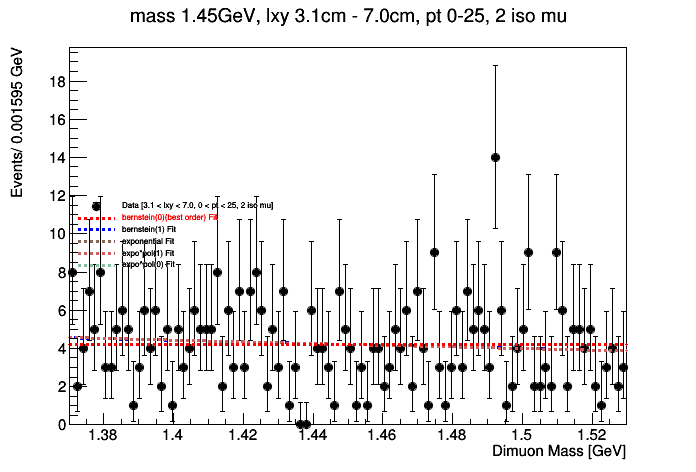 mass 1.45GeV, lxy 3.1cm - 7.0cm, pt 0-25, 2 iso mu
Events/ 0.001595 GeV
18
16
14
12
10
8
6
4
2
0
Data [3.1 < lxy < 7.0, 0 < pt < 25, 2 iso mu]
bernstein(0)(best order) Fit
bernstein(1) Fit
exponential Fit
expo*pol(1) Fit
expo*pol(0) Fit
1.38 1.4 1.42 1.44 1.46 1.48 1.5 1.52
Dimuon Mass [GeV]